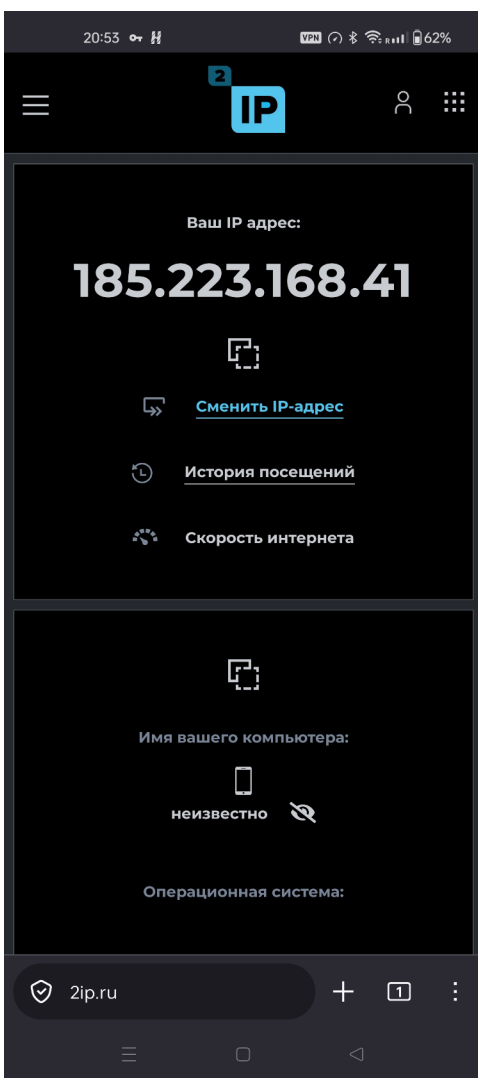 20:53
VPN
R
62%
2
IP
Ваш IP адрес:
185.223.168.41
Сменить IP-адрес
История посещений
Скорость интернета
Имя вашего компьютера:
неизвестно
Операционная система:
2ip.ru
1